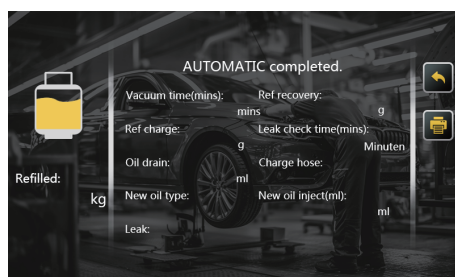 AUTOMATIC completed.
Vacuum time(mins): Ref recovery:
mins g
Ref charge: Leak check time(mins):
g Minuten
Oil drain: Charge hose:
ml
Refilled:
kg
New oil type: New oil inject(ml):
ml
Leak: